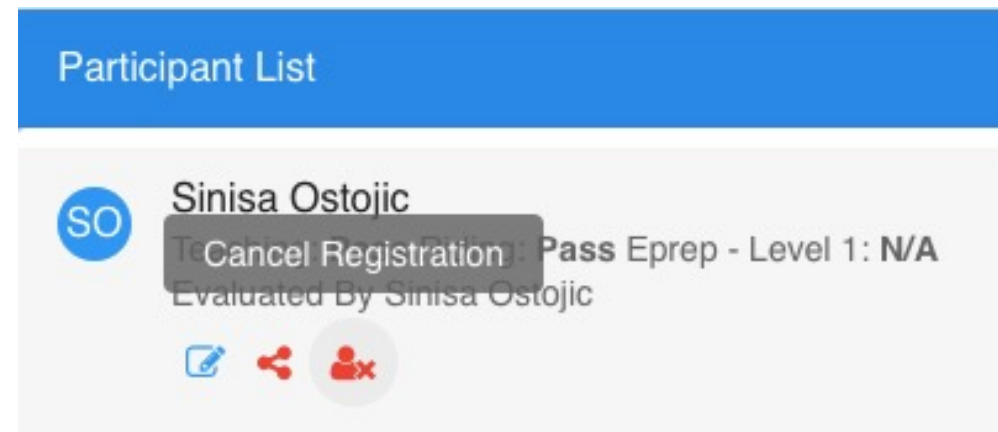 Participant List
SO
Sinisa Ostojic
Cancel Registration
Pass Eprep - Level 1: N/A
Evaluated By Sinisa Ostojic